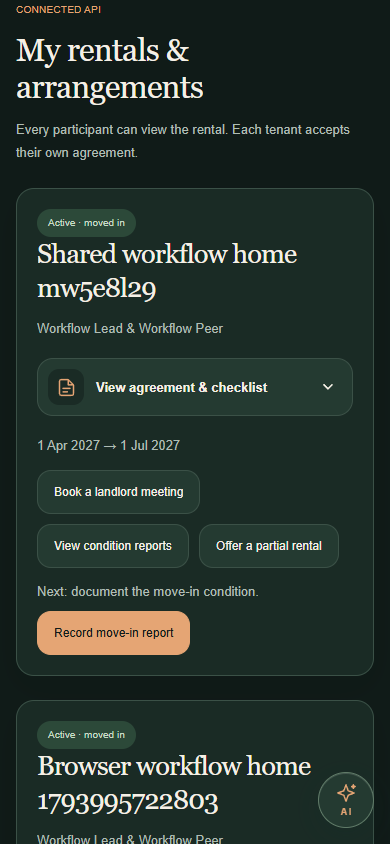 CONNECTED API
My rentals &
arrangements
Every participant can view the rental. Each tenant accepts
their own agreement.
Active · moved in
Shared workflow home
mw5e8l29
Workflow Lead & Workflow Peer
View agreement & checklist
1 Apr 2027 → 1 Jul 2027
Book a landlord meeting
View condition reports
Offer a partial rental
Next: document the move-in condition.
Record move-in report
Active · moved in
Browser workflow home
1793995722803
AI
Workflow Lead & Workflow Peer